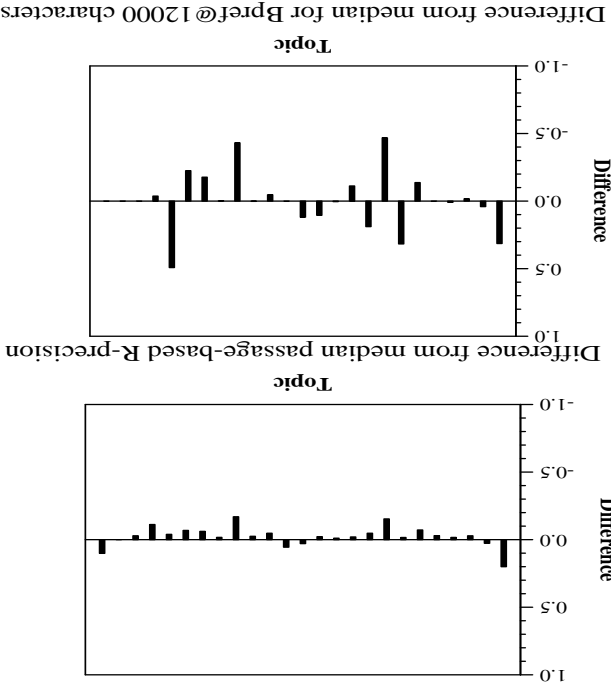 1.0
0.5
0.0
-0.5
-1.0
Difference
Topic
Difference from median passage-based R-precision
1.0
0.5
0.0
-0.5
-1.0
Difference
Topic
Difference from median for Bpref@12000 characters